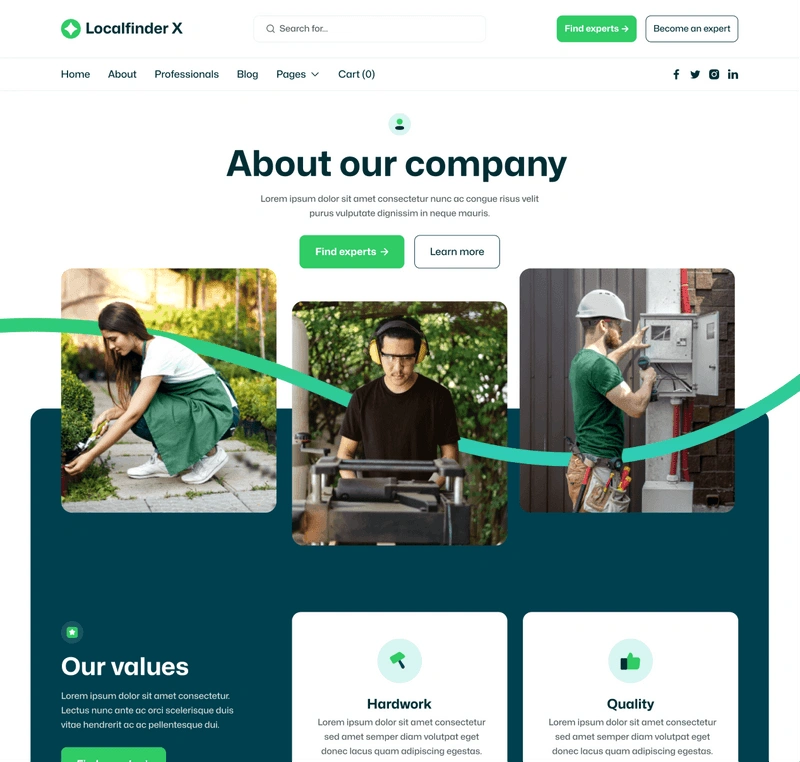 Localfinder X
Search for...
Find experts →
Become an expert
Home
About
Professionals
Blog
Pages
Cart (0)
About our company
Lorem ipsum dolor sit amet consectetur nunc ac congue risus velit
purus vulputate dignissim in neque mauris.
Find experts →
Learn more
Our values
Lorem ipsum dolor sit amet consectetur.
Lectus nunc ante ac orci scelerisque duis
vitae hendrerit ac ac pellentesque dui.
Hardwork
Lorem ipsum dolor sit amet consectetur
sed amet semper diam volutpat eget
donec lacus quam adipiscing egestas.
Quality
Lorem ipsum dolor sit amet consectetur
sed amet semper diam volutpat eget
donec lacus quam adipiscing egestas.